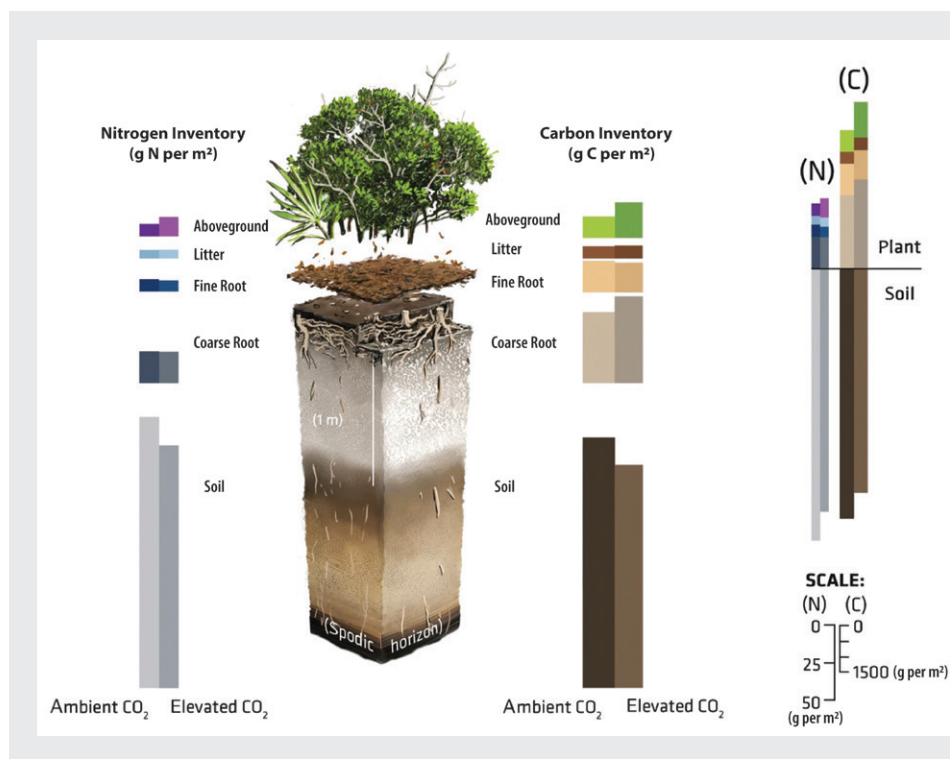 Nitrogen Inventory
(g N per m²)
Aboveground
Litter
Fine Root
Coarse Root
Soil
Ambient CO₂ Elevated CO₂
(1 m)
(Spodic horizon)
Carbon Inventory
(g C per m²)
Aboveground
Litter
Fine Root
Coarse Root
Soil
Ambient CO₂ Elevated CO₂
(C)
(N)
Plant
Soil
SCALE:
(N) (C)
0 0
25
1500 (g per m²)
50
(g per m²)